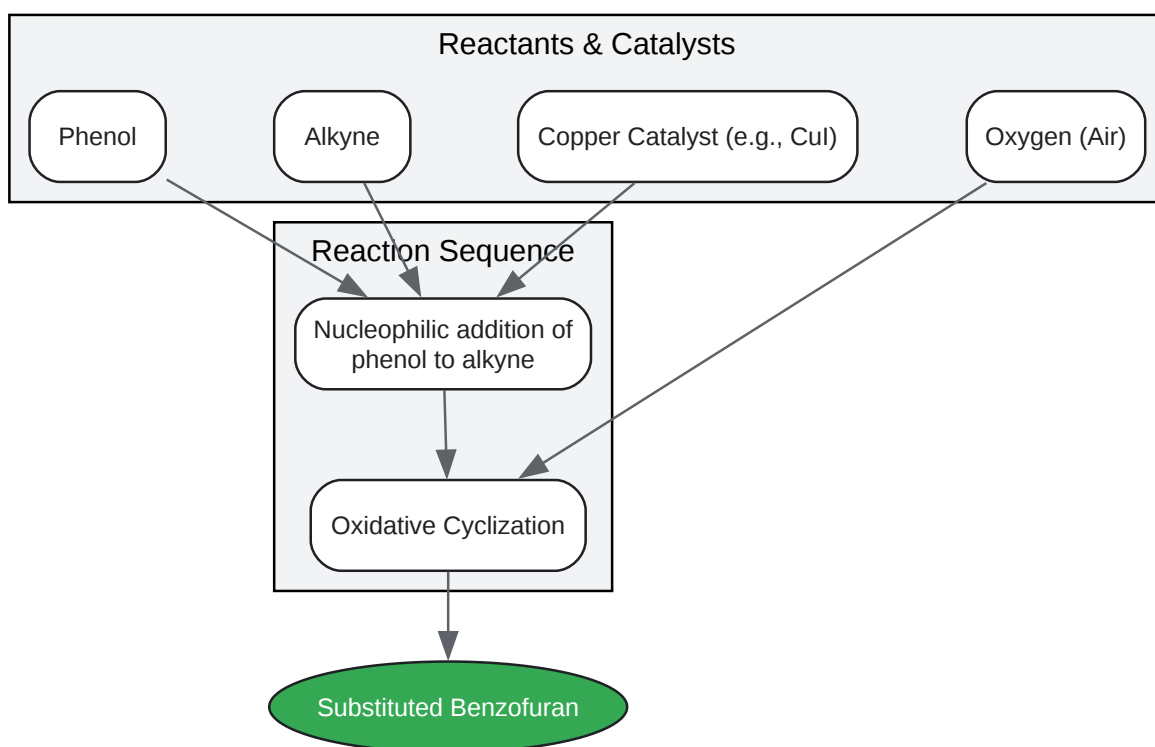 Reactants & Catalysts
Phenol
Alkyne
Copper Catalyst (e.g., CuI)
Oxygen (Air)
Reaction Sequence
Nucleophilic addition of
phenol to alkyne
Oxidative Cyclization
Substituted Benzofuran